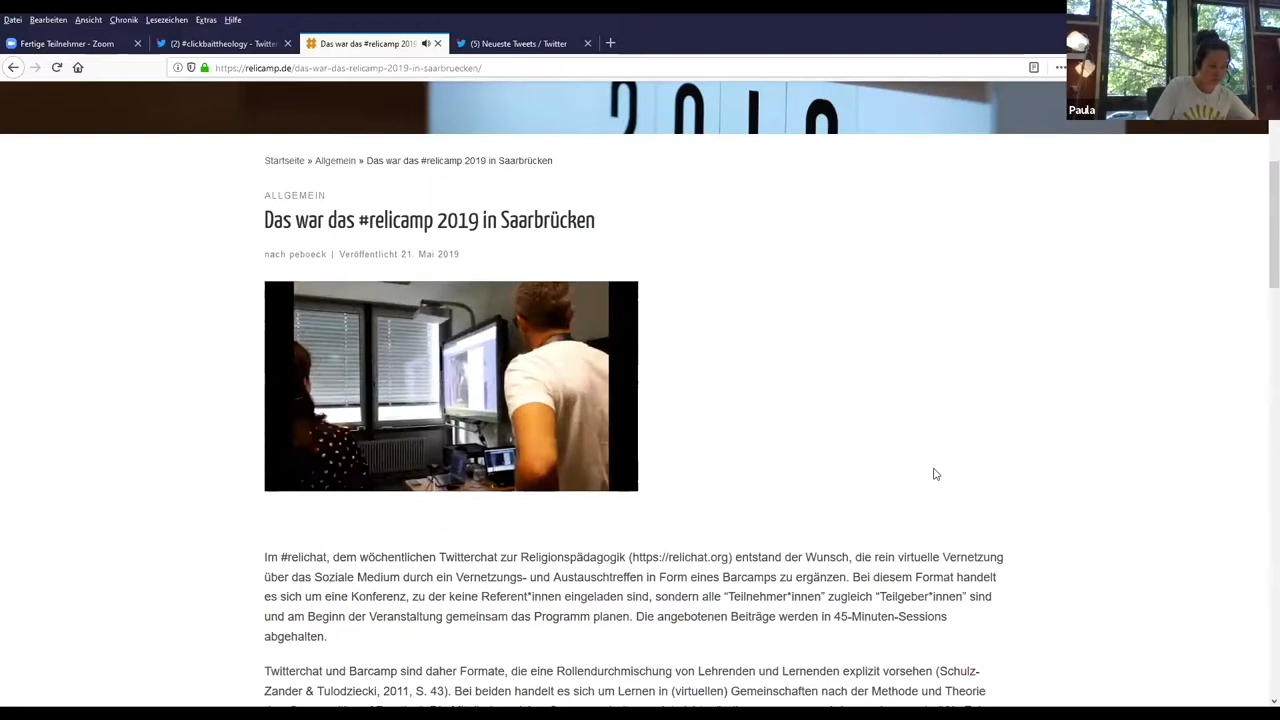 Datei Bearbeiten Ansicht Chronik Lesezeichen Extras Hilfe
Fertige Teilnehmer - Zoom
(2) #clickbaittheology - Twitte
Das war das #relicamp 2019
(5) Neueste Tweets / Twitter
https://relicamp.de/das-war-das-relicamp-2019-in-saarbruecken/
Paula
2019
Startseite » Allgemein » Das war das #relicamp 2019 in Saarbrücken
ALLGEMEIN
Das war das #relicamp 2019 in Saarbrücken
nach peboeck | Veröffentlicht 21. Mai 2019
Im #relichat, dem wöchentlichen Twitterchat zur Religionspädagogik (https://relichat.org) entstand der Wunsch, die rein virtuelle Vernetzung
über das Soziale Medium durch ein Vernetzungs- und Austauschtreffen in Form eines Barcamps zu ergänzen. Bei diesem Format handelt
es sich um eine Konferenz, zu der keine Referent*innen eingeladen sind, sondern alle “Teilnehmer*innen” zugleich “Teilgeber*innen” sind
und am Beginn der Veranstaltung gemeinsam das Programm planen. Die angebotenen Beiträge werden in 45-Minuten-Sessions
abgehalten.
Twitterchat und Barcamp sind daher Formate, die eine Rollendurchmischung von Lehrenden und Lernenden explizit vorsehen (Schulz-
Zander & Tulodziecki, 2011, S. 43). Bei beiden handelt es sich um Lernen in (virtuellen) Gemeinschaften nach der Methode und Theorie